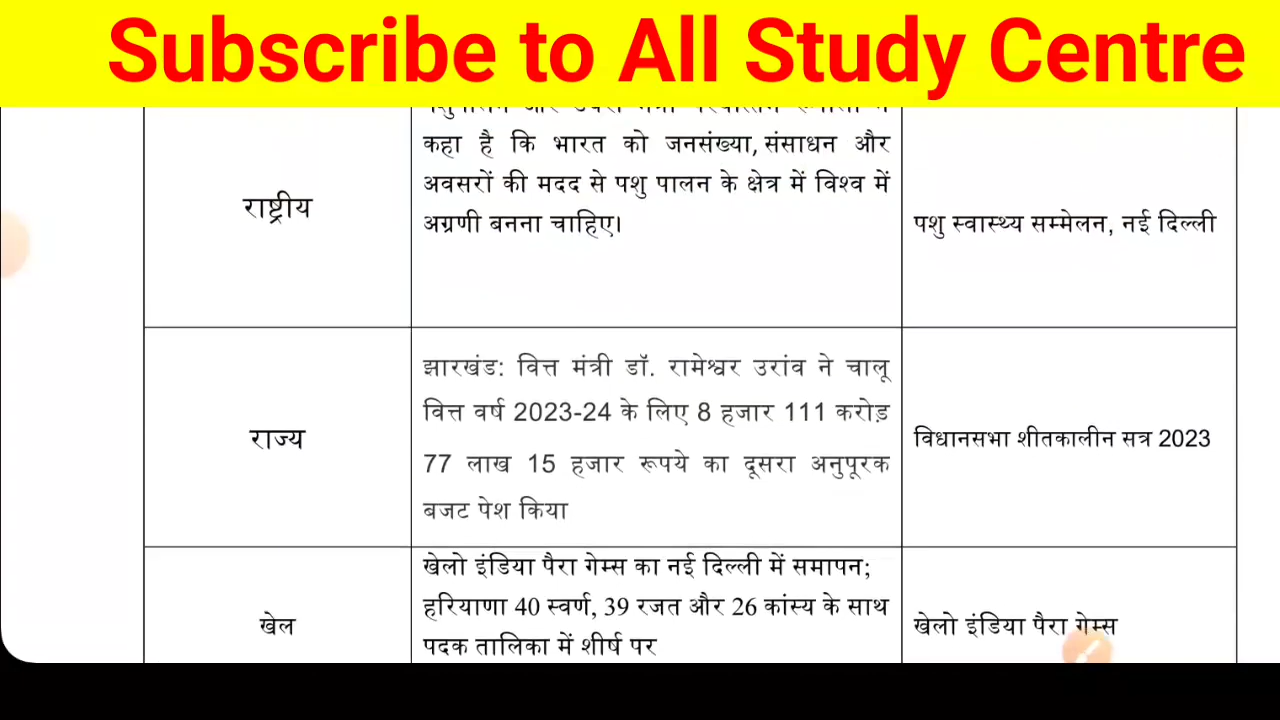 Subscribe to All Study Centre
राष्ट्रीय
कहा है कि भारत को जनसंख्या, संसाधन और
अवसरों की मदद से पशु पालन के क्षेत्र में विश्व में
अग्रणी बनना चाहिए।
पशु स्वास्थ्य सम्मेलन, नई दिल्ली
राज्य
झारखंड: वित्त मंत्री डॉ. रामेश्वर उरांव ने चालू
वित्त वर्ष 2023-24 के लिए 8 हजार 111 करोड़
77 लाख 15 हजार रूपये का दूसरा अनुपूरक
बजट पेश किया
विधानसभा शीतकालीन सत्र 2023
खेल
खेलो इंडिया पैरा गेम्स का नई दिल्ली में समापन;
हरियाणा 40 स्वर्ण, 39 रजत और 26 कांस्य के साथ
पदक तालिका में शीर्ष पर
खेलो इंडिया पैरा गेम्स